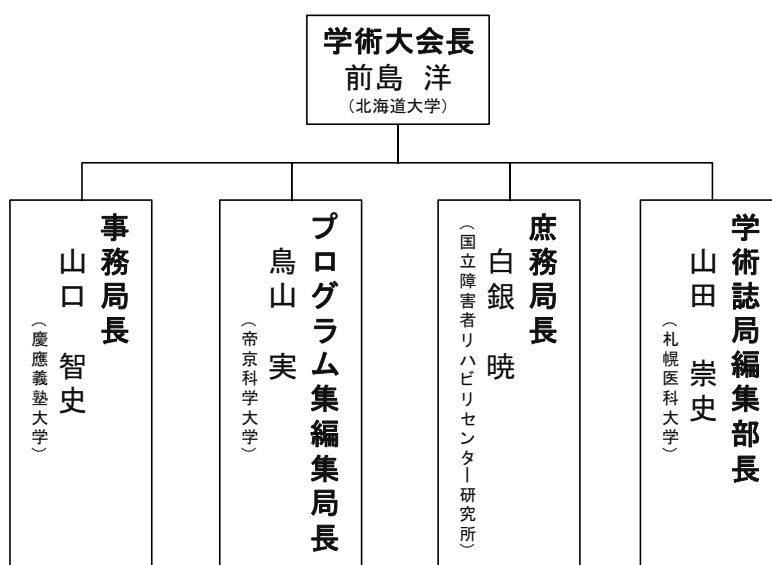 学術大会長
前島 洋
(北海道大学)
事務局長
山口 智史
(慶應義塾大学)
プログラム集編集局長
鳥山 実
(帝京科学大学)
庶務局長
白銀 暁
(国立障害者リハビリセンター研究所)
学術誌局編集部長
山田 崇史
(札幌医科大学)